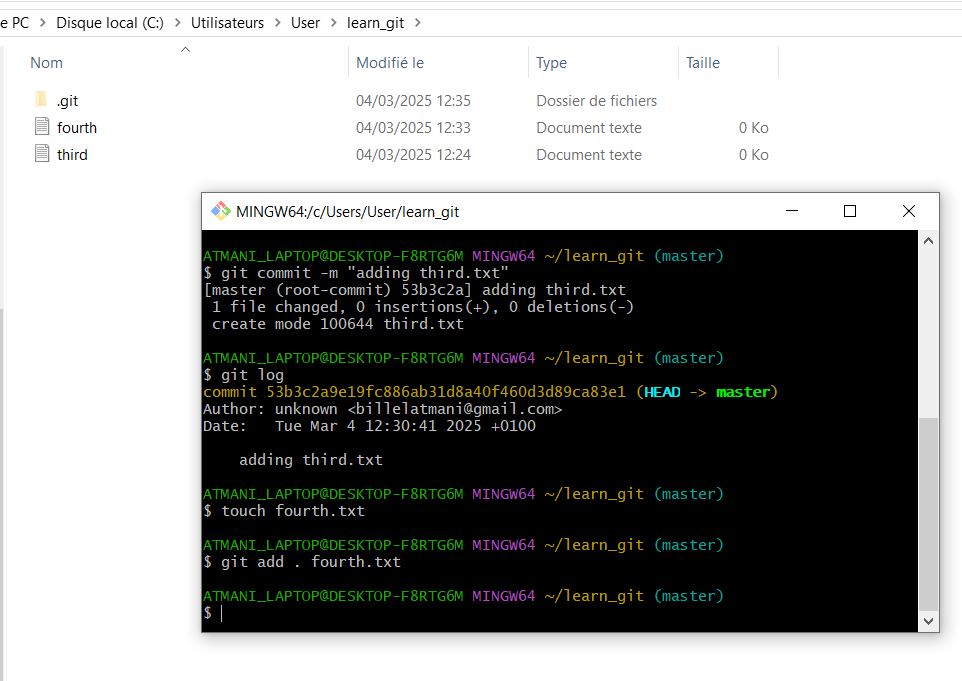 e PC > Disque local (C:) > Utilisateurs > User > learn_git >
Nom Modifié le Type Taille
.git 04/03/2025 12:35 Dossier de fichiers
fourth 04/03/2025 12:33 Document texte 0 Ko
third 04/03/2025 12:24 Document texte 0 Ko
MINGW64:/c/Users/User/learn_git
ATMANI_LAPTOP@DESKTOP-F8RTG6M MINGW64 ~/learn_git (master)
$ git commit -m "adding third.txt"
[master (root-commit) 53b3c2a] adding third.txt
1 file changed, 0 insertions(+), 0 deletions(-)
create mode 100644 third.txt
ATMANI_LAPTOP@DESKTOP-F8RTG6M MINGW64 ~/learn_git (master)
$ git log
commit 53b3c2a9e19fc886ab31d8a40f460d3d89ca83e1 (HEAD -> master)
Author: unknown <billelatmani@gmail.com>
Date: Tue Mar 4 12:30:41 2025 +0100
adding third.txt
ATMANI_LAPTOP@DESKTOP-F8RTG6M MINGW64 ~/learn_git (master)
$ touch fourth.txt
ATMANI_LAPTOP@DESKTOP-F8RTG6M MINGW64 ~/learn_git (master)
$ git add . fourth.txt
ATMANI_LAPTOP@DESKTOP-F8RTG6M MINGW64 ~/learn_git (master)
$